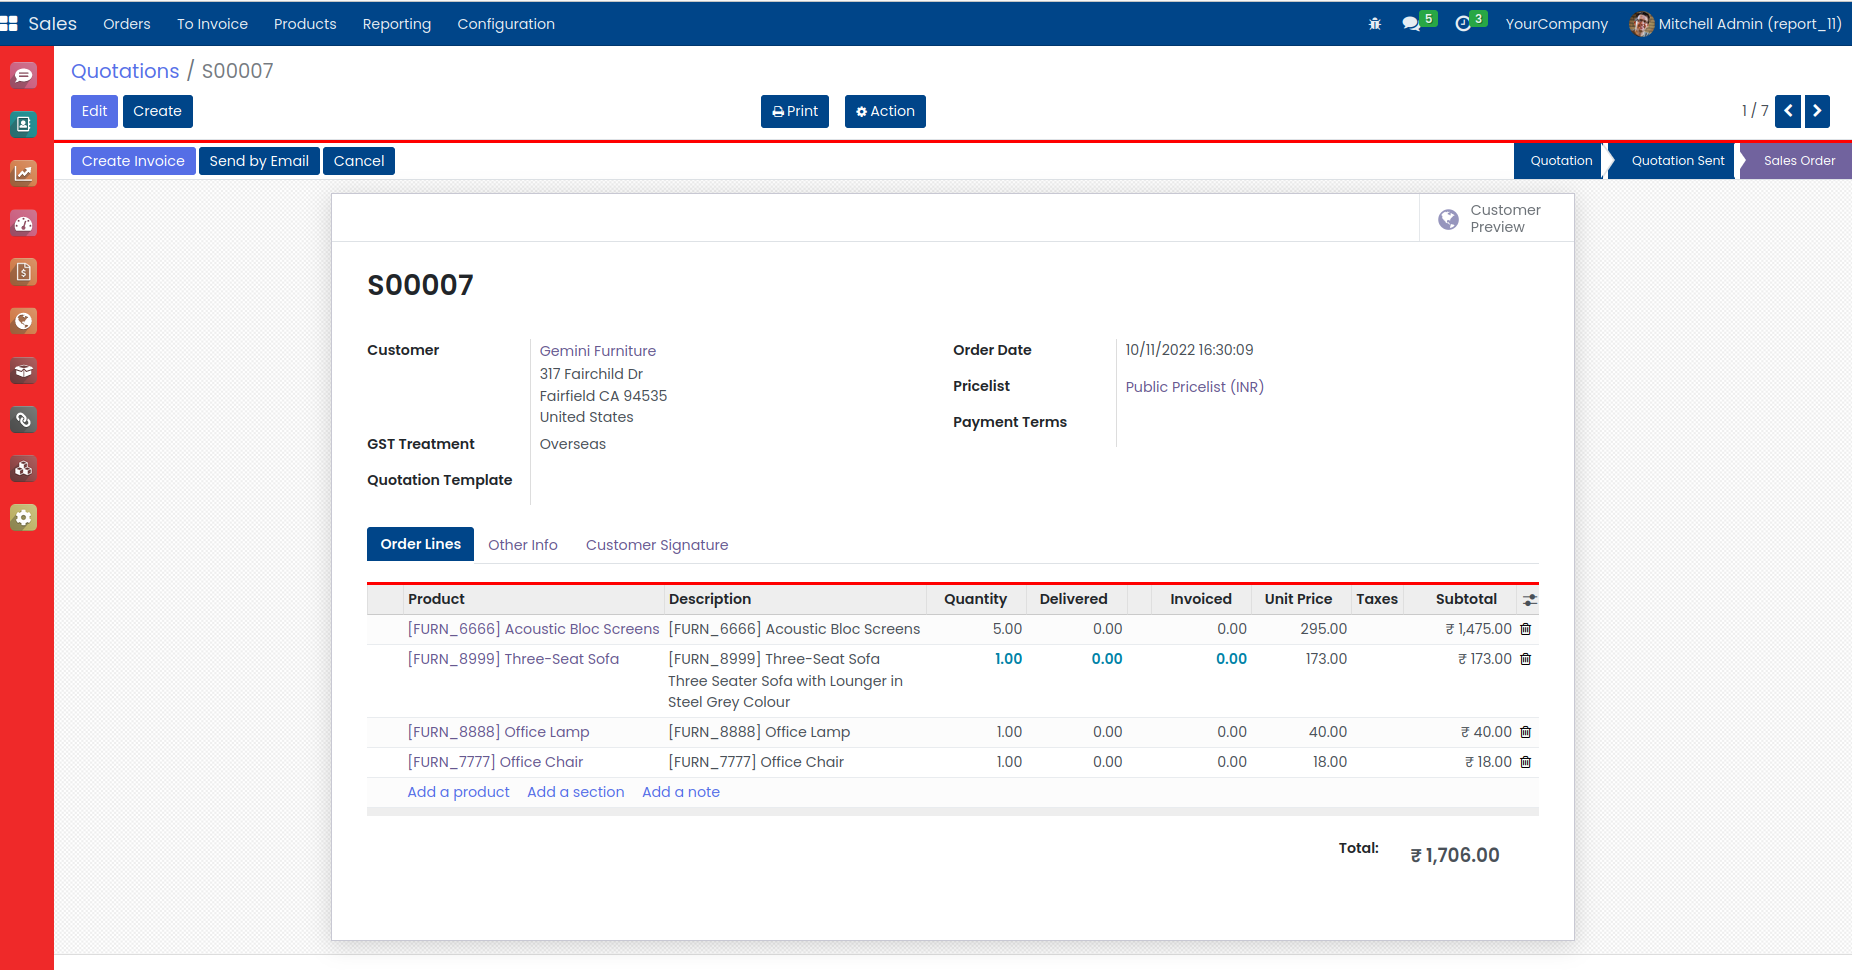 Sales Orders To Invoice Products Reporting Configuration 5 3 YourCompany Mitchell Admin (report_11)
Quotations / S00007
Edit Create Print Action 1 / 7
Create Invoice Send by Email Cancel Quotation Quotation Sent Sales Order
Customer
Preview
S00007
Customer Gemini Furniture Order Date 10/11/2022 16:30:09
317 Fairchild Dr
Pricelist Public Pricelist (INR)
Fairfield CA 94535
United States Payment Terms
GST Treatment Overseas
Quotation Template
Order Lines Other Info Customer Signature
Product Description Quantity Delivered Invoiced Unit Price Taxes Subtotal
[FURN_6666] Acoustic Bloc Screens [FURN_6666] Acoustic Bloc Screens 5.00 0.00 0.00 295.00 ₹ 1,475.00
[FURN_8999] Three-Seat Sofa [FURN_8999] Three-Seat Sofa 1.00 0.00 0.00 173.00 ₹ 173.00
Three Seater Sofa with Lounger in
Steel Grey Colour
[FURN_8888] Office Lamp [FURN_8888] Office Lamp 1.00 0.00 0.00 40.00 ₹ 40.00
[FURN_7777] Office Chair [FURN_7777] Office Chair 1.00 0.00 0.00 18.00 ₹ 18.00
Add a product Add a section Add a note
Total: ₹ 1,706.00